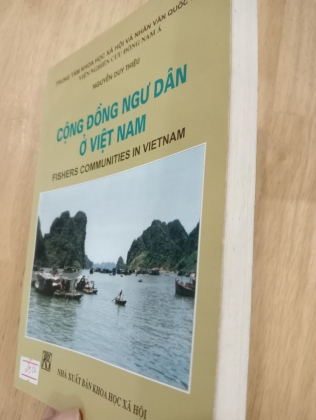 TRUNG TÂM KHOA HỌC XÃ HỘI VÀ NHÂN VĂN QUỐC
VIỆN NGHIÊN CỨU ĐÔNG NAM Á
NGUYỄN DUY THIỆU
CỘNG ĐỒNG NGƯ DÂN
Ở VIỆT NAM
FISHERS COMMUNITIES IN VIETNAM
NHÀ XUẤT BẢN KHOA HỌC XÃ HỘI